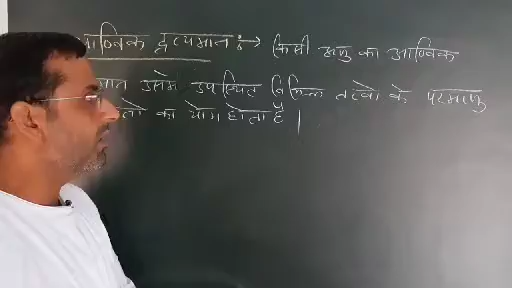 आण्विक द्रव्यमान :→ किसी अणु का आण्विक
उसमे उपस्थित विभिन्न तत्वो के परमाणु
का योग होता है |